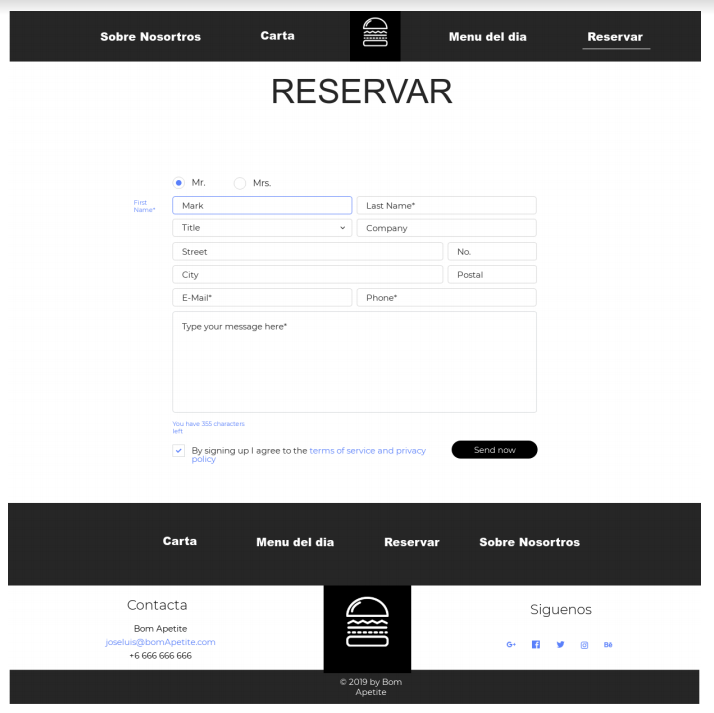 Sobre Nosortros Carta Menu del dia Reservar
RESERVAR
Mr. Mrs.
First
Name*
Mark Last Name*
Title Company
Street No.
City Postal
E-Mail* Phone*
Type your message here*
You have 355 characters
left
By signing up I agree to the terms of service and privacy
policy
Send now
Carta Menu del dia Reservar Sobre Nosortros
Contacta
Bom Apetite
joseluis@bomApetite.com
+6 666 666 666
Siguenos
G+ f Bē
© 2019 by Bom
Apetite